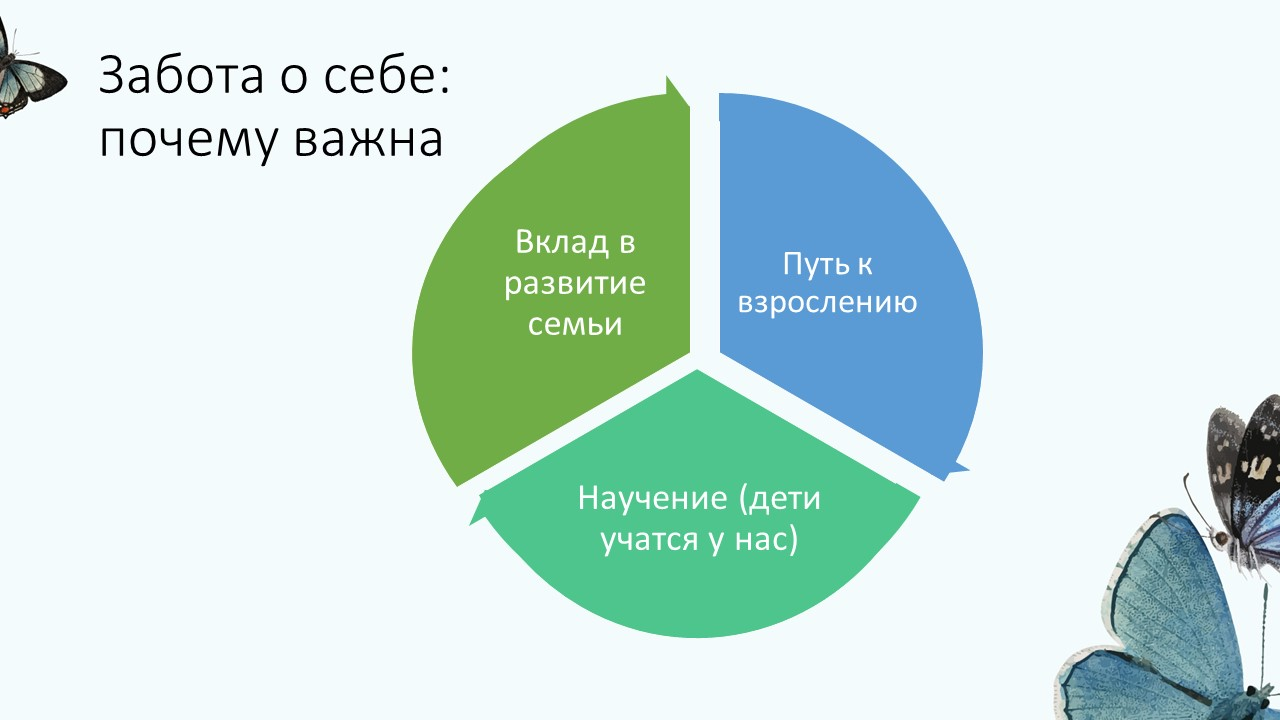 Забота о себе:
почему важна
Вклад в
развитие
семьи
Путь к
взрослению
Научение (дети
учатся у нас)